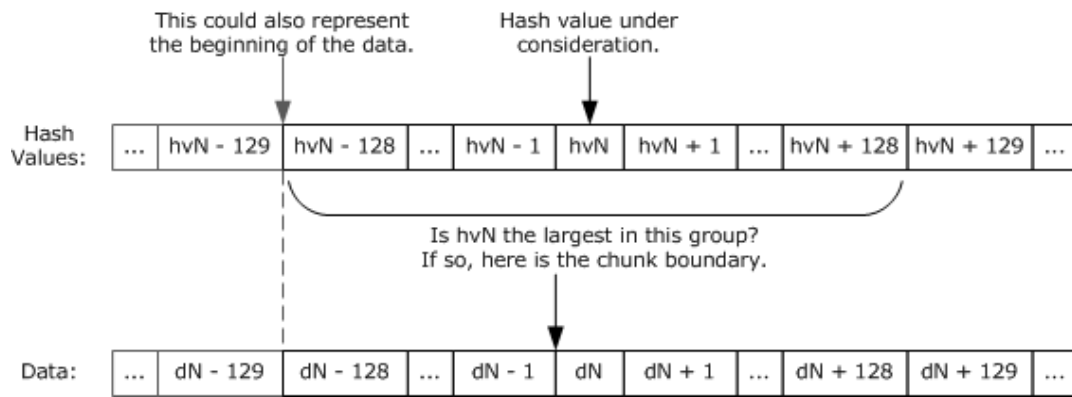 This could also represent
the beginning of the data.
Hash value under
consideration.
Hash
Values:
... hvN - 129 hvN - 128 ... hvN - 1 hvN hvN + 1 ... hvN + 128 hvN + 129 ...
Is hvN the largest in this group?
If so, here is the chunk boundary.
Data: ... dN - 129 dN - 128 ... dN - 1 dN dN + 1 ... dN + 128 dN + 129 ...